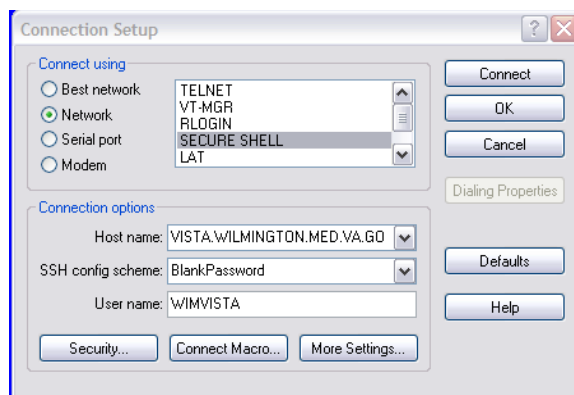 Connection Setup
Connect using
Best network
Network
Serial port
Modem
TELNET
VT-MGR
RLOGIN
SECURE SHELL
LAT
Connect
OK
Cancel
Dialing Properties
Connection options
Host name: VISTA.WILMINGTON.MED.VA.GO
SSH config scheme: BlankPassword
User name: WIMVISTA
Defaults
Help
Security... Connect Macro... More Settings...